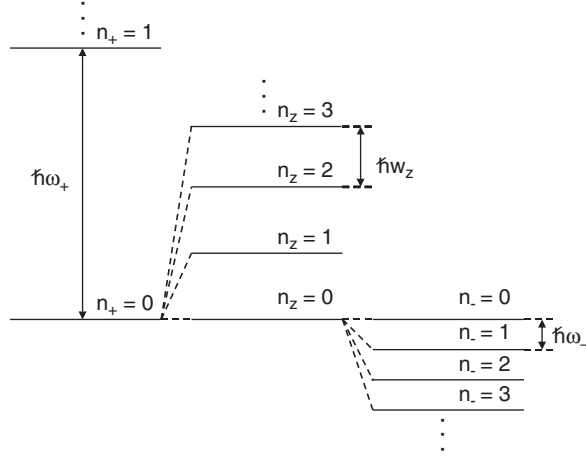 n₊ = 1
n_z = 3
ℏw_z
ℏω₊
n_z = 2
n_z = 1
n₊ = 0
n_z = 0
n₋ = 0
n₋ = 1
ℏω₋
n₋ = 2
n₋ = 3